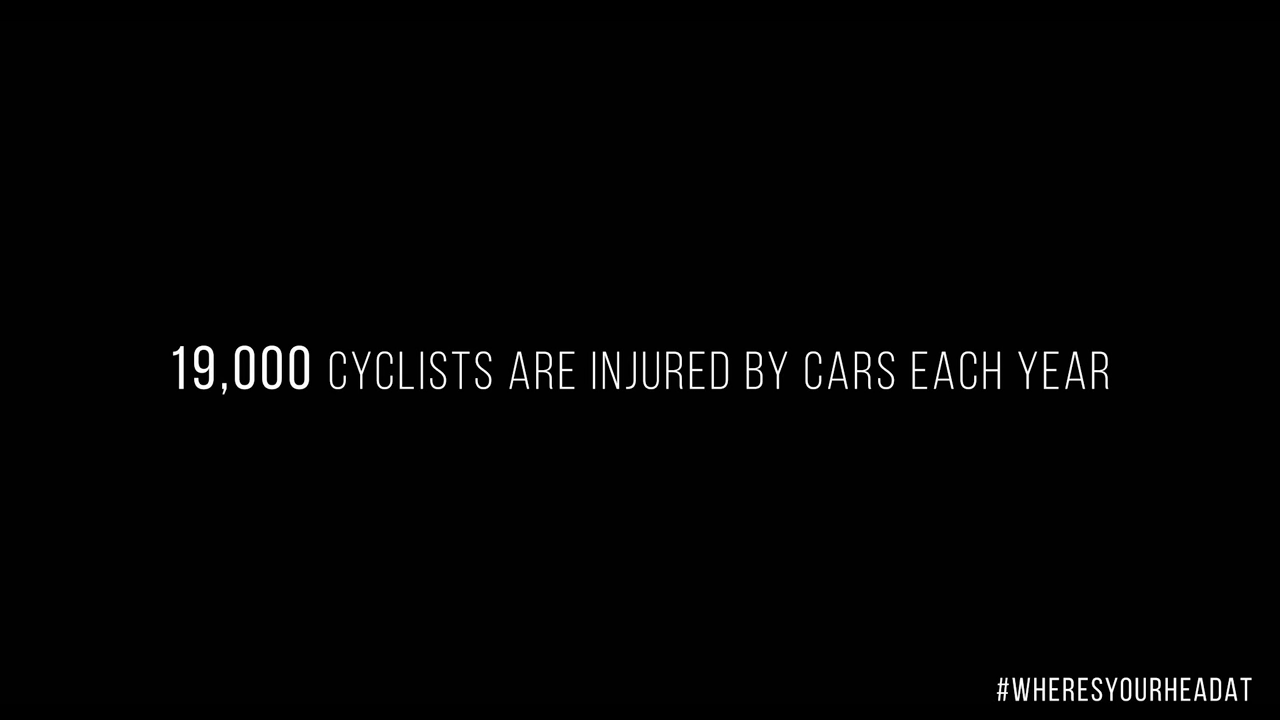 19,000 CYCLISTS ARE INJURED BY CARS EACH YEAR
#WHERESYOURHEADAT